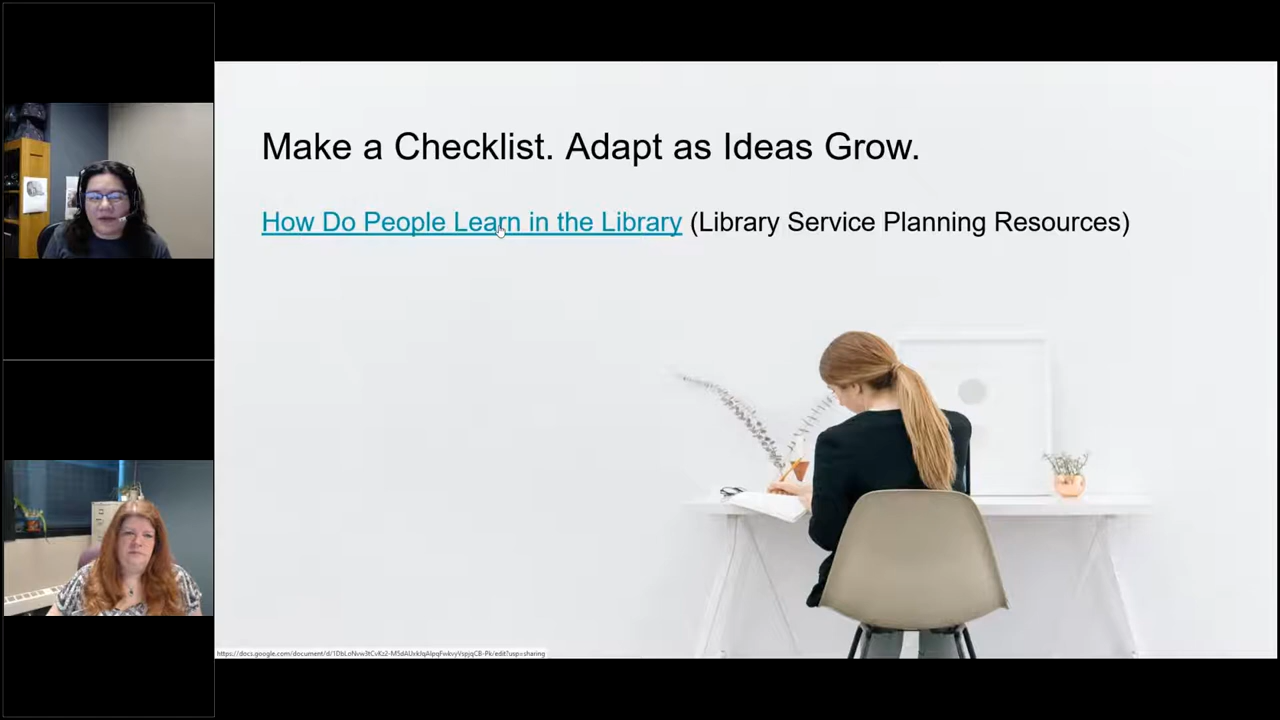 Make a Checklist. Adapt as Ideas Grow.
How Do People Learn in the Library (Library Service Planning Resources)